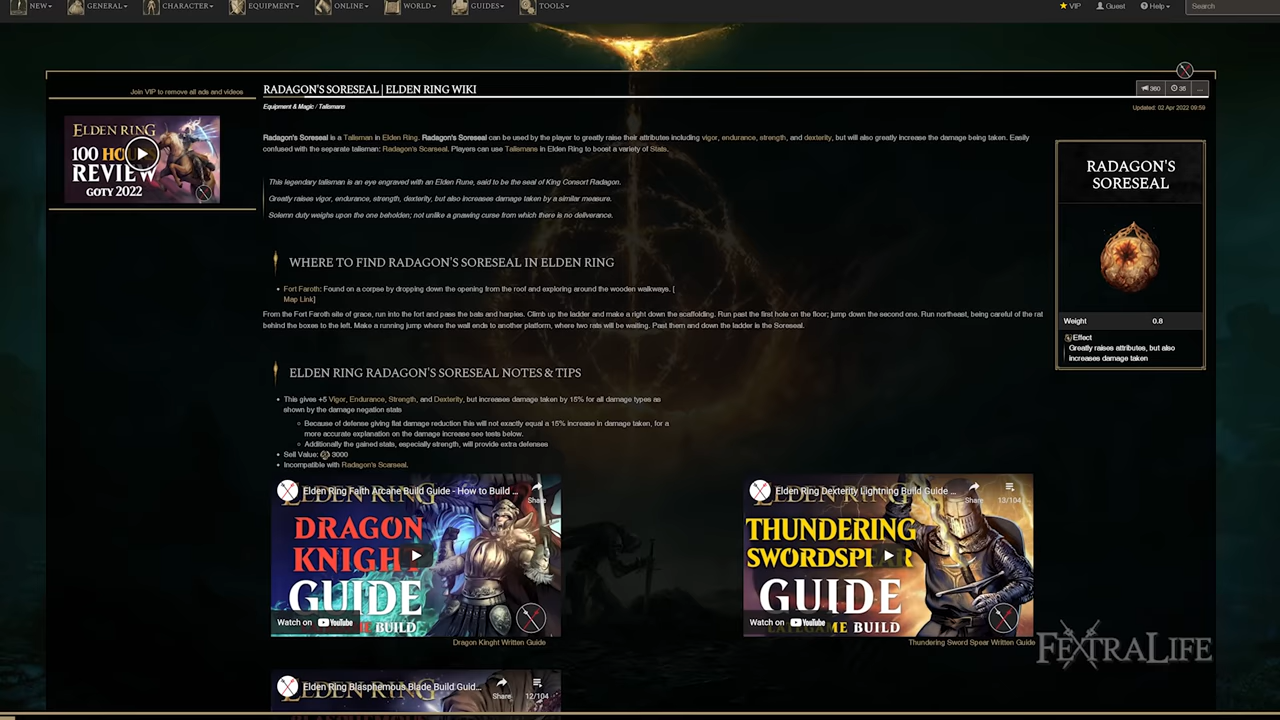 NEW
GENERAL
CHARACTER
EQUIPMENT
ONLINE
WORLD
GUIDES
TOOLS
VIP
Guest
Help
Search
Join VIP to remove all ads and videos
ELDEN RING
100 HO
REVIEW
GOTY 2022
RADAGON'S SORESEAL | ELDEN RING WIKI
360
36
...
Equipment & Magic / Talismans
Updated: 02 Apr 2022 09:59
Radagon's Soreseal is a Talisman in Elden Ring. Radagon's Soreseal can be used by the player to greatly raise their attributes including vigor, endurance, strength, and dexterity, but will also greatly increase the damage being taken. Easily
confused with the separate talisman: Radagon's Scarseal. Players can use Talismans in Elden Ring to boost a variety of Stats.
This legendary talisman is an eye engraved with an Elden Rune, said to be the seal of King Consort Radagon.
Greatly raises vigor, endurance, strength, dexterity, but also increases damage taken by a similar measure.
Solemn duty weighs upon the one beholden; not unlike a gnawing curse from which there is no deliverance.
WHERE TO FIND RADAGON'S SORESEAL IN ELDEN RING
• Fort Faroth: Found on a corpse by dropping down the opening from the roof and exploring around the wooden walkways. [
Map Link]
From the Fort Faroth site of grace, run into the fort and pass the bats and harpies. Climb up the ladder and make a right down the scaffolding. Run past the first hole on the floor; jump down the second one. Run northeast, being careful of the rat
behind the boxes to the left. Make a running jump where the wall ends to another platform, where two rats will be waiting. Past them and down the ladder is the Soreseal.
ELDEN RING RADAGON'S SORESEAL NOTES & TIPS
• This gives +5 Vigor, Endurance, Strength, and Dexterity, but increases damage taken by 15% for all damage types as
shown by the damage negation stats
Because of defense giving flat damage reduction this will not exactly equal a 15% increase in damage taken, for a
more accurate explanation on the damage increase see tests below.
Additionally the gained stats, especially strength, will provide extra defenses
• Sell Value: 3000
• Incompatible with Radagon's Scarseal.
RADAGON'S
SORESEAL
Weight 0.8
Effect
Greatly raises attributes, but also
increases damage taken
Elden Ring Faith Arcane Build Guide - How to Build ...
Share
DRAGON
KNIGHT
GUIDE
Watch on YouTube
BUILD
Dragon Kinght Written Guide
Elden Ring Dexterity Lightning Build Guide ...
Share
13/104
THUNDERING
SWORDSPEAR
GUIDE
Watch on YouTube
BUILD
Thundering Sword Spear Written Guide
FEXTRALIFE
Elden Ring Blasphemous Blade Build Guid...
Share
12/104